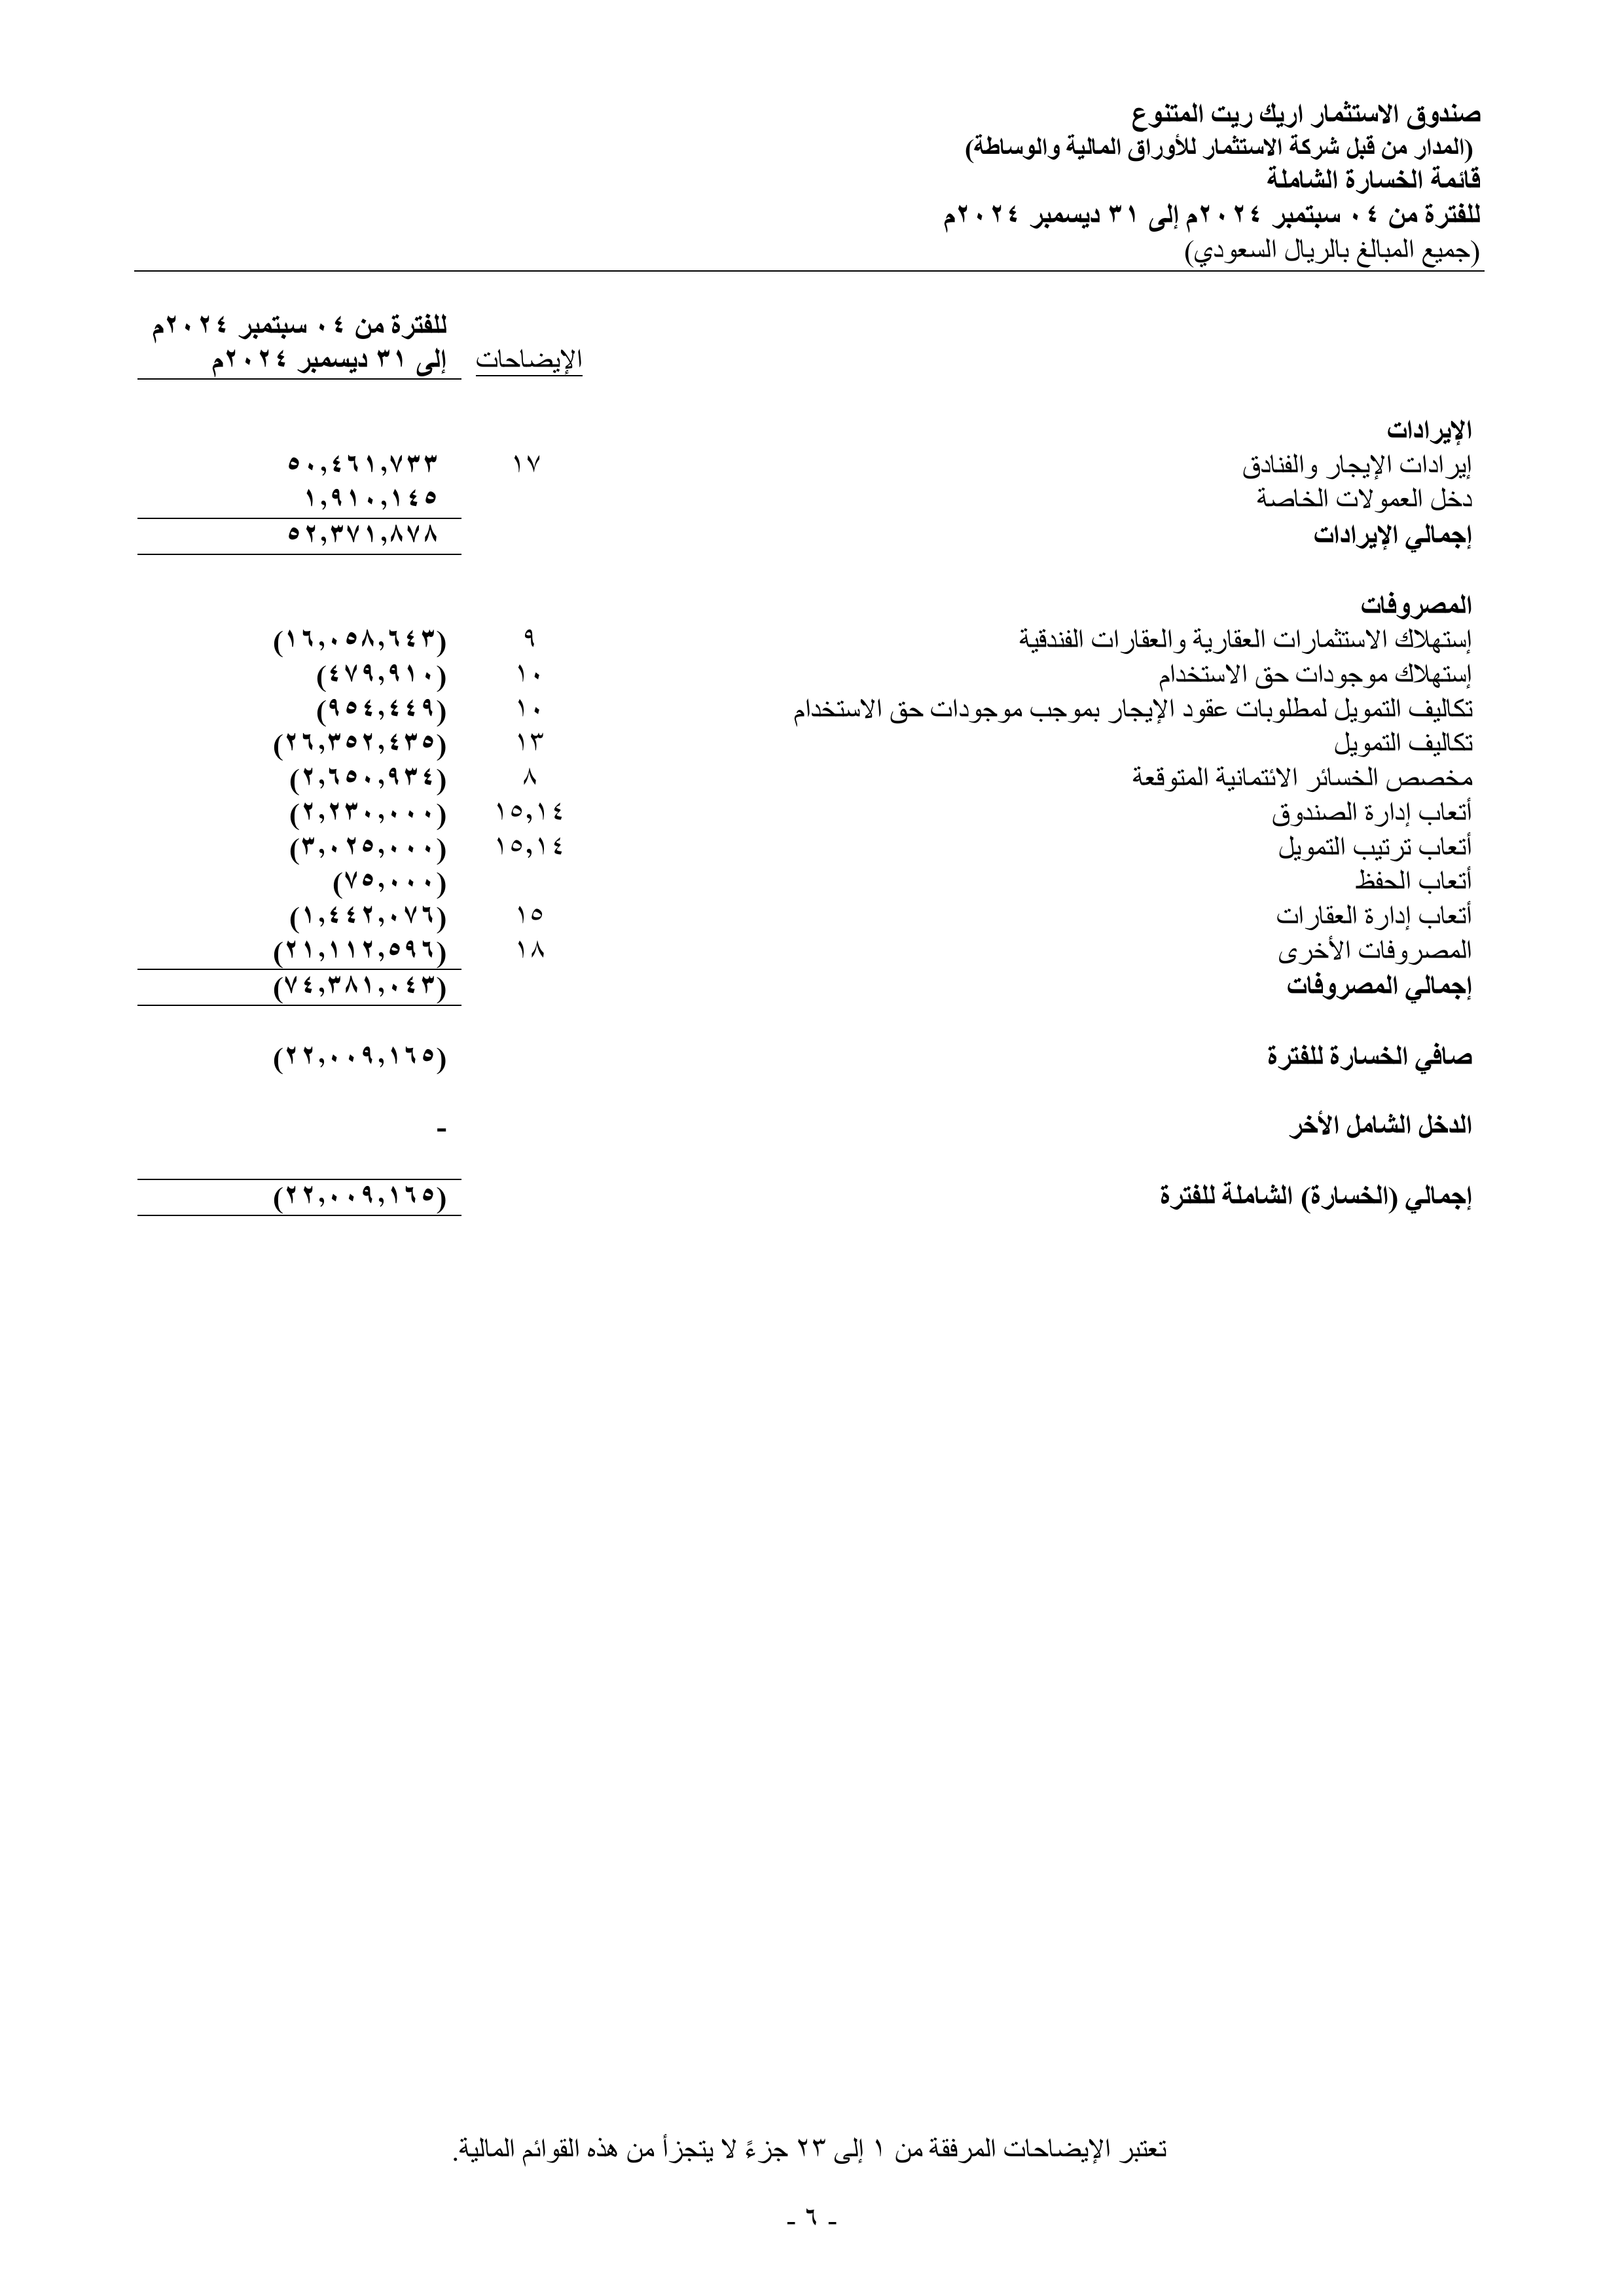 صندوق الاستثمار اريك ريت المتنوع
(المدار من قبل شركة الاستثمار للأوراق المالية والوساطة)
قائمة الخسارة الشاملة
للفترة من ٠٤ سبتمبر ٢٠٢٤م إلى ٣١ ديسمبر ٢٠٢٤م
(جميع المبالغ بالريال السعودي)
للفترة من ٠٤ سبتمبر ٢٠٢٤م
الإيضاحات إلى ٣١ ديسمبر ٢٠٢٤م
الإيرادات
إيرادات الإيجار والفنادق ١٧ ٥٠,٤٦١,٧٣٣
دخل العمولات الخاصة ١,٩١٠,١٤٥
إجمالي الإيرادات ٥٢,٣٧١,٨٧٨
المصروفات
إستهلاك الاستثمارات العقارية والعقارات الفندقية ٩ (١٦,٠٥٨,٦٤٣)
إستهلاك موجودات حق الاستخدام ١٠ (٤٧٩,٩١٠)
تكاليف التمويل لمطلوبات عقود الإيجار بموجب موجودات حق الاستخدام ١٠ (٩٥٤,٤٤٩)
تكاليف التمويل ١٣ (٢٦,٣٥٢,٤٣٥)
مخصص الخسائر الائتمانية المتوقعة ٨ (٢,٦٥٠,٩٣٤)
أتعاب إدارة الصندوق ١٥,١٤ (٢,٢٣٠,٠٠٠)
أتعاب ترتيب التمويل ١٥,١٤ (٣,٠٢٥,٠٠٠)
أتعاب الحفظ (٧٥,٠٠٠)
أتعاب إدارة العقارات ١٥ (١,٤٤٢,٠٧٦)
المصروفات الأخرى ١٨ (٢١,١١٢,٥٩٦)
إجمالي المصروفات (٧٤,٣٨١,٠٤٣)
صافي الخسارة للفترة (٢٢,٠٠٩,١٦٥)
الدخل الشامل الأخر -
إجمالي (الخسارة) الشاملة للفترة (٢٢,٠٠٩,١٦٥)
تعتبر الإيضاحات المرفقة من ١ إلى ٢٣ جزءً لا يتجزأ من هذه القوائم المالية.
- ٦ -